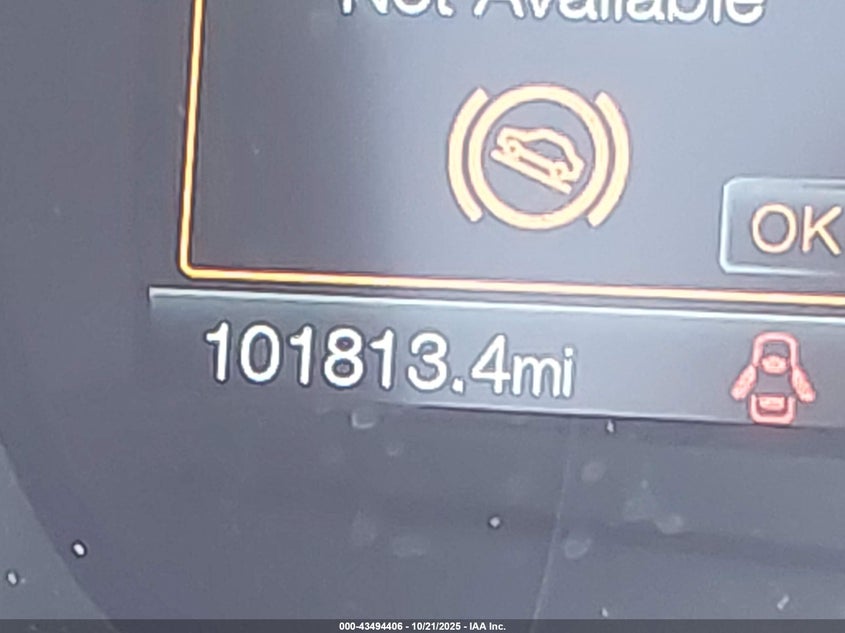 Not Available
OK
101813.4mi
000-43494406 - 10/21/2025 - IAA Inc.